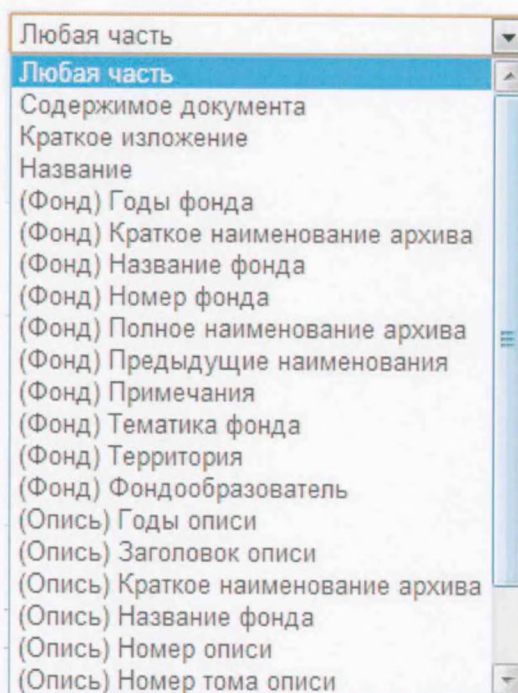 Любая часть
Любая часть
Содержимое документа
Краткое изложение
Название
(Фонд) Годы фонда
(Фонд) Краткое наименование архива
(Фонд) Название фонда
(Фонд) Номер фонда
(Фонд) Полное наименование архива
(Фонд) Предыдущие наименования
(Фонд) Примечания
(Фонд) Тематика фонда
(Фонд) Территория
(Фонд) Фондообразователь
(Опись) Годы описи
(Опись) Заголовок описи
(Опись) Краткое наименование архива
(Опись) Название фонда
(Опись) Номер описи
(Опись) Номер тома описи